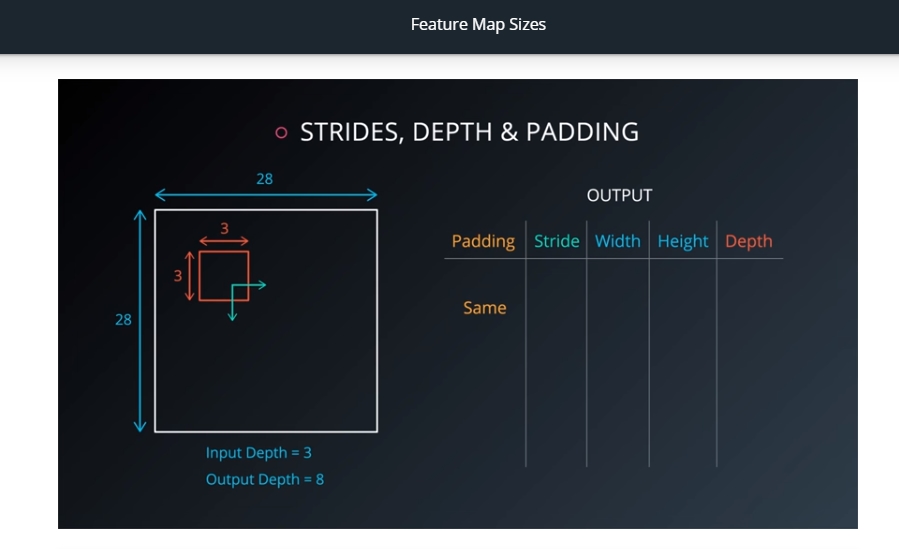 Feature Map Sizes
STRIDES, DEPTH & PADDING
28
3
3
28
Input Depth = 3
Output Depth = 8
OUTPUT
Padding Stride Width Height Depth
Same